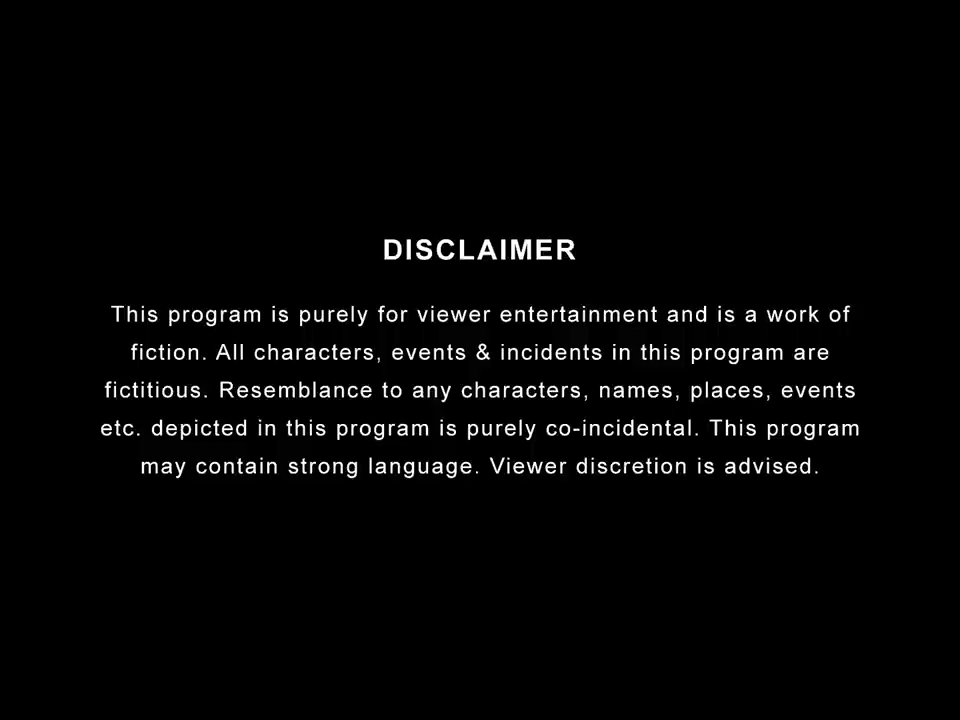 DISCLAIMER
This program is purely for viewer entertainment and is a work of
fiction. All characters, events & incidents in this program are
fictitious. Resemblance to any characters, names, places, events
etc. depicted in this program is purely co-incidental. This program
may contain strong language. Viewer discretion is advised.